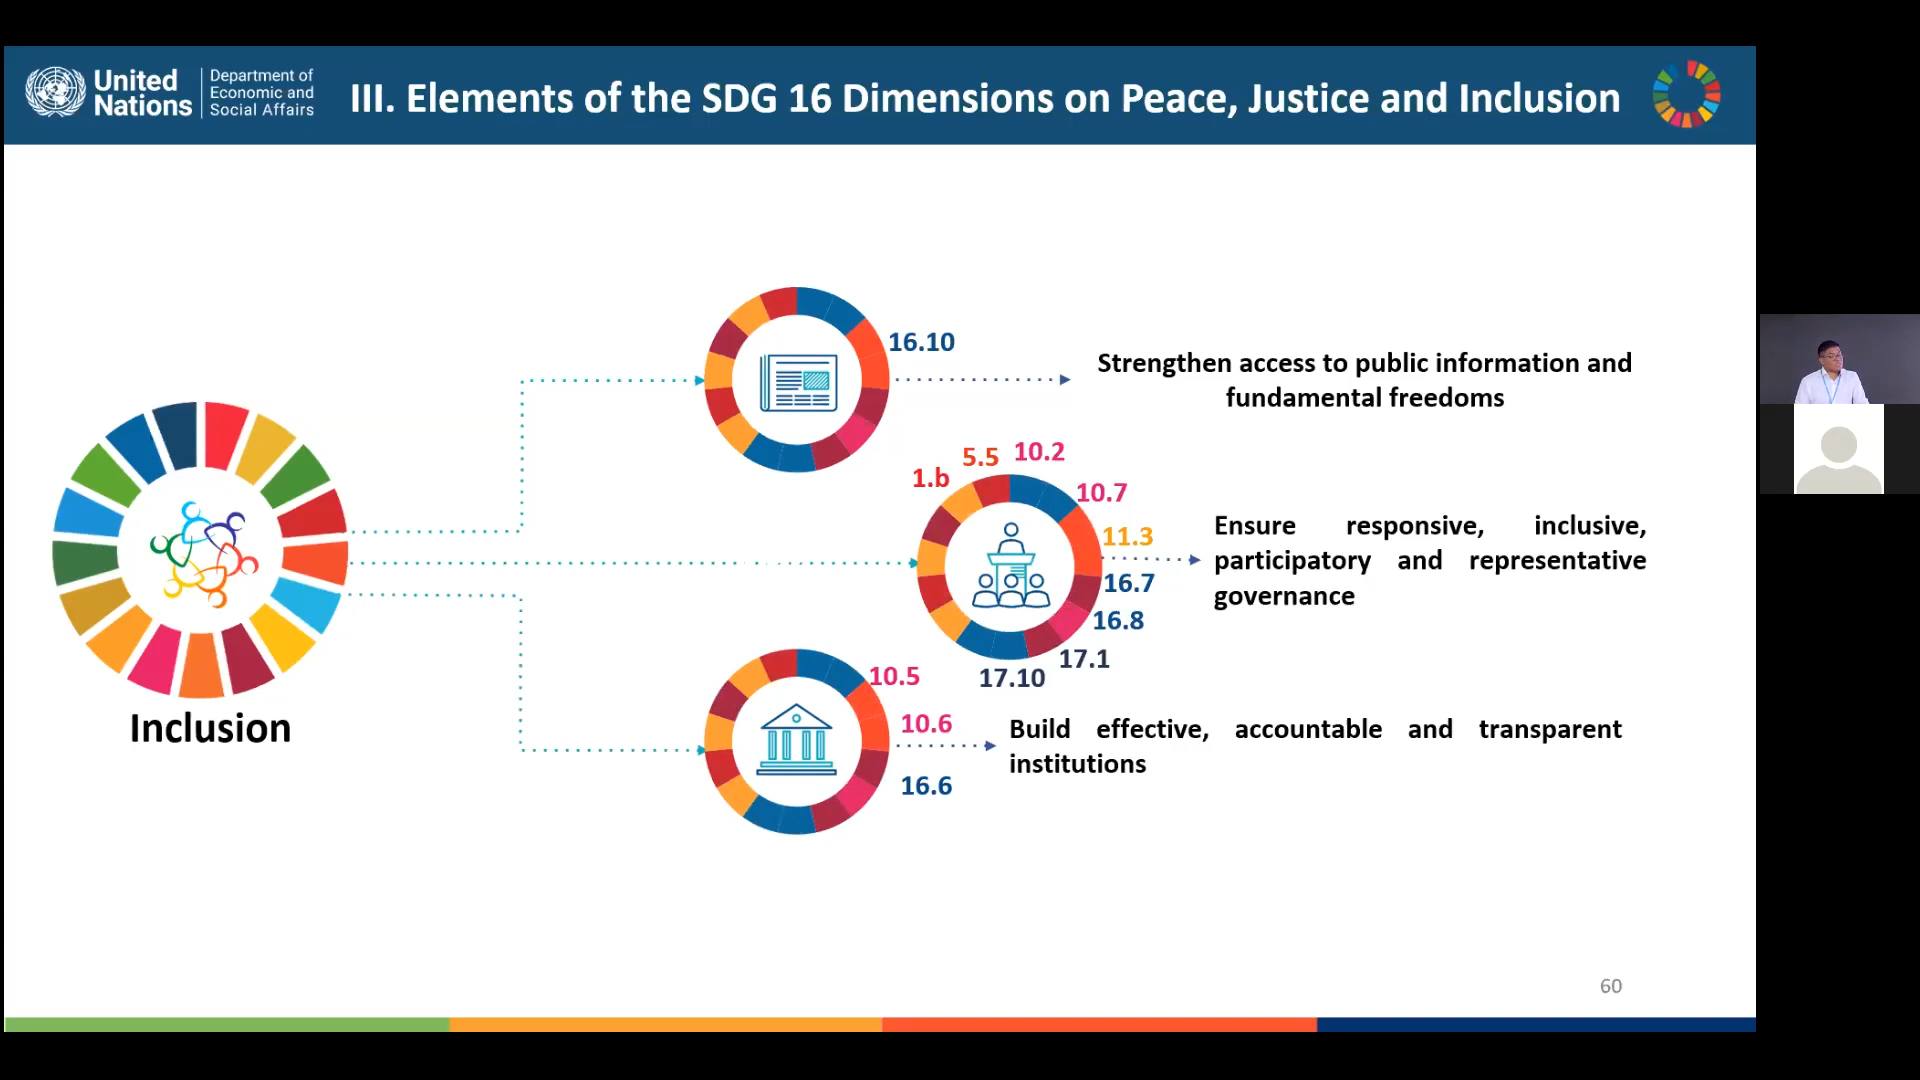 United
Nations
Department of
Economic and
Social Affairs
III. Elements of the SDG 16 Dimensions on Peace, Justice and Inclusion
16.10
Strengthen access to public information and
fundamental freedoms
1.b
5.5
10.2
10.7
11.3
16.7
16.8
17.1
17.10
Ensure responsive, inclusive,
participatory and representative
governance
Inclusion
10.5
10.6
16.6
Build effective, accountable and transparent
institutions
60